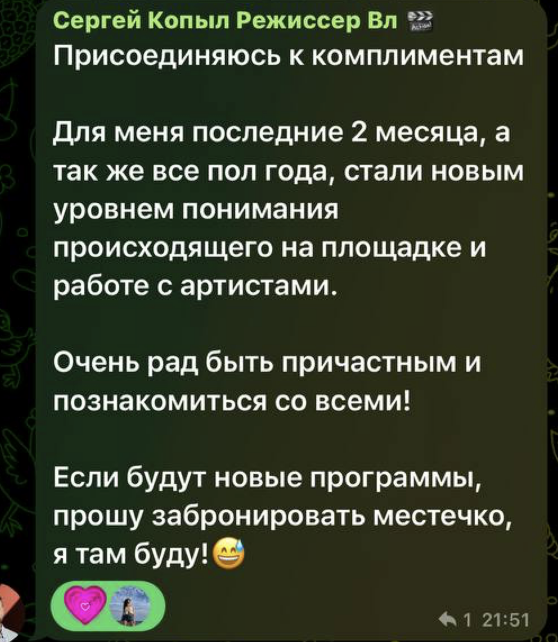 Сергей Копыл Режиссер Вл 🎬
Присоединяюсь к комплиментам
Для меня последние 2 месяца, а
так же все пол года, стали новым
уровнем понимания
происходящего на площадке и
работе с артистами.
Очень рад быть причастным и
познакомиться со всеми!
Если будут новые программы,
прошу забронировать местечко,
я там буду!😅
1 21:51